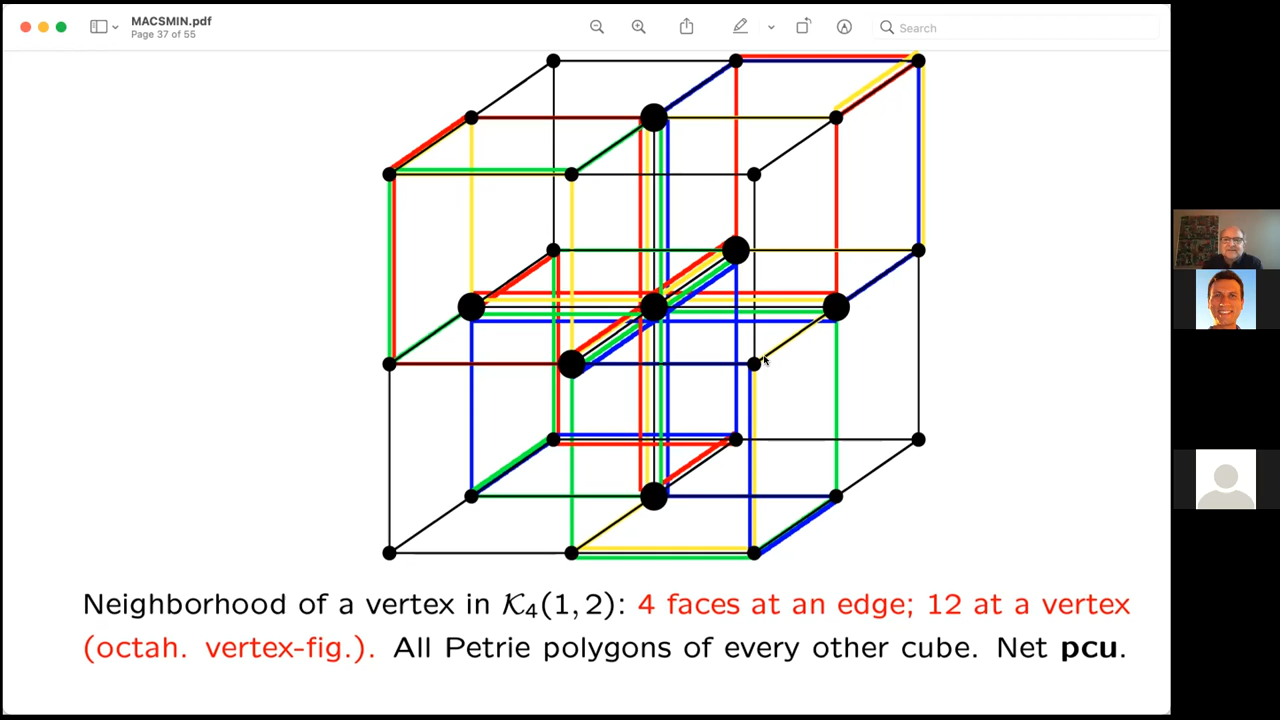 MACSMIN.pdf
Page 37 of 55
Search
Neighborhood of a vertex in 𝒦₄(1, 2): 4 faces at an edge; 12 at a vertex
(octah. vertex-fig.). All Petrie polygons of every other cube. Net pcu.